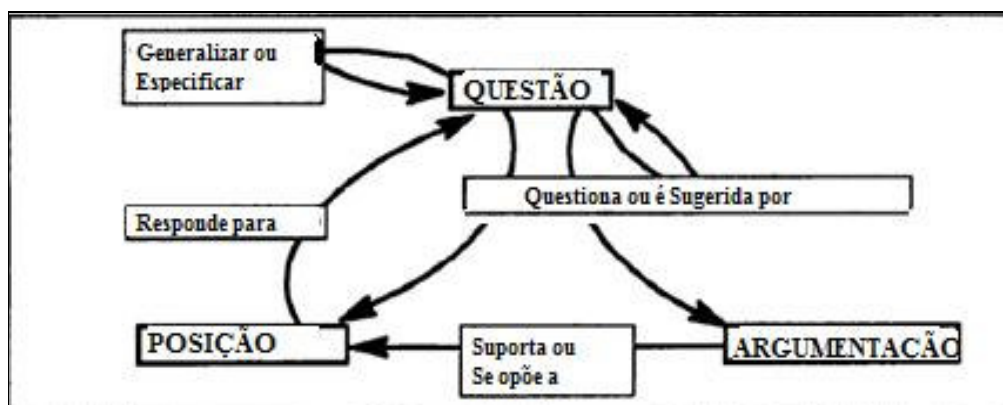 Generalizar ou
Especificar
QUESTÃO
Questiona ou é Sugerida por
Responde para
POSIÇÃO
Suporta ou
Se opõe a
ARGUMENTACÃO